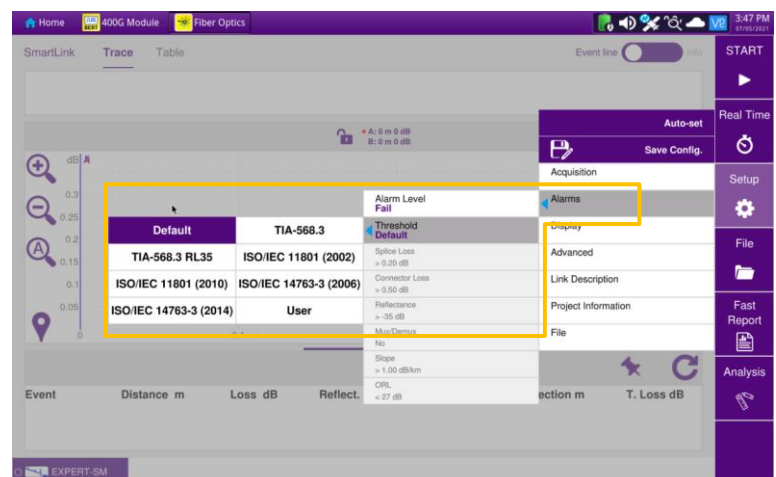 Home
400G Module
Fiber Optics
V2
3:47 PM
07/05/2021
SmartLink Trace Table
Event line Info
START
A: 0 m 0 dB
B: 0 m 0 dB
Auto-set
Save Config.
Real Time
dB A
0.3
0.25
0.2
0.15
0.1
0.05
0
A
Acquisition
Alarms
Display
Advanced
Link Description
Project Information
File
Alarm Level
Fail
Threshold
Default
Splice Loss
> 0.20 dB
Connector Loss
> 0.50 dB
Reflectance
> -35 dB
Mux/Demux
No
Slope
> 1.00 dB/km
ORL
< 27 dB
Default TIA-568.3
TIA-568.3 RL35 ISO/IEC 11801 (2002)
ISO/IEC 11801 (2010) ISO/IEC 14763-3 (2006)
ISO/IEC 14763-3 (2014) User
Setup
File
Fast
Report
Analysis
Event Distance m Loss dB Reflect. ection m T. Loss dB
EXPERT-SM